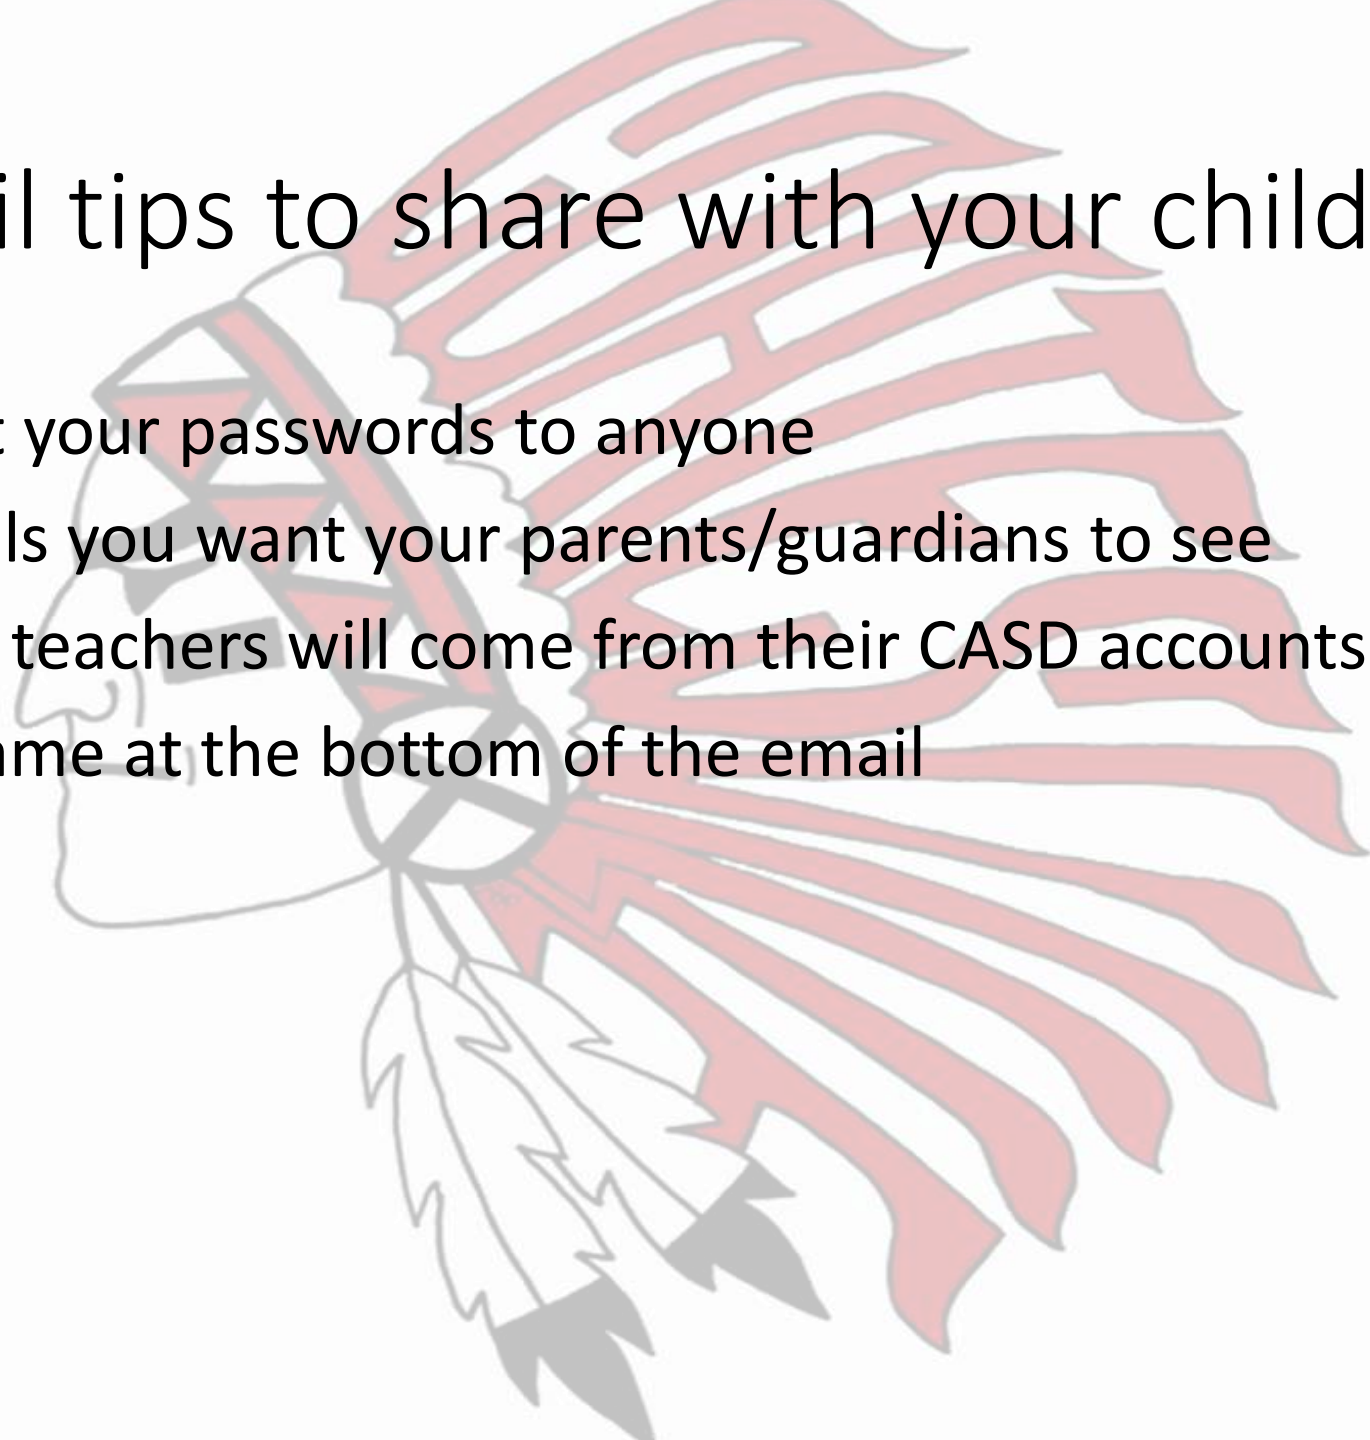 il tips to share with your child
t your passwords to anyone
ls you want your parents/guardians to see
teachers will come from their CASD accounts
ame at the bottom of the email